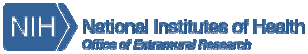 NIH National Institutes of Health
Office of Extramural Research